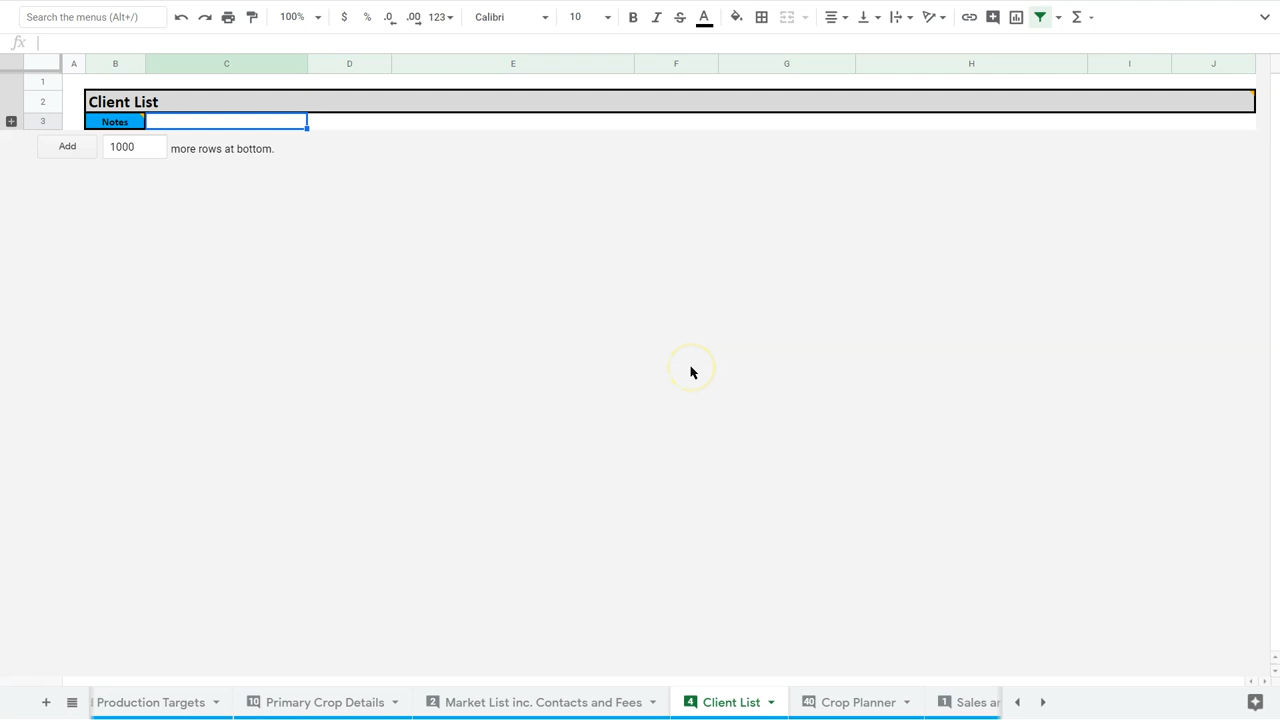 Search the menus (Alt+/) 100% $ % .0 .00 123 Calibri 10 B I S A Σ
fx
A B C D E F G H I J
1
2 Client List
3 Notes
Add 1000 more rows at bottom.
+ Production Targets 10 Primary Crop Details 2 Market List inc. Contacts and Fees 4 Client List 40 Crop Planner 1 Sales ar